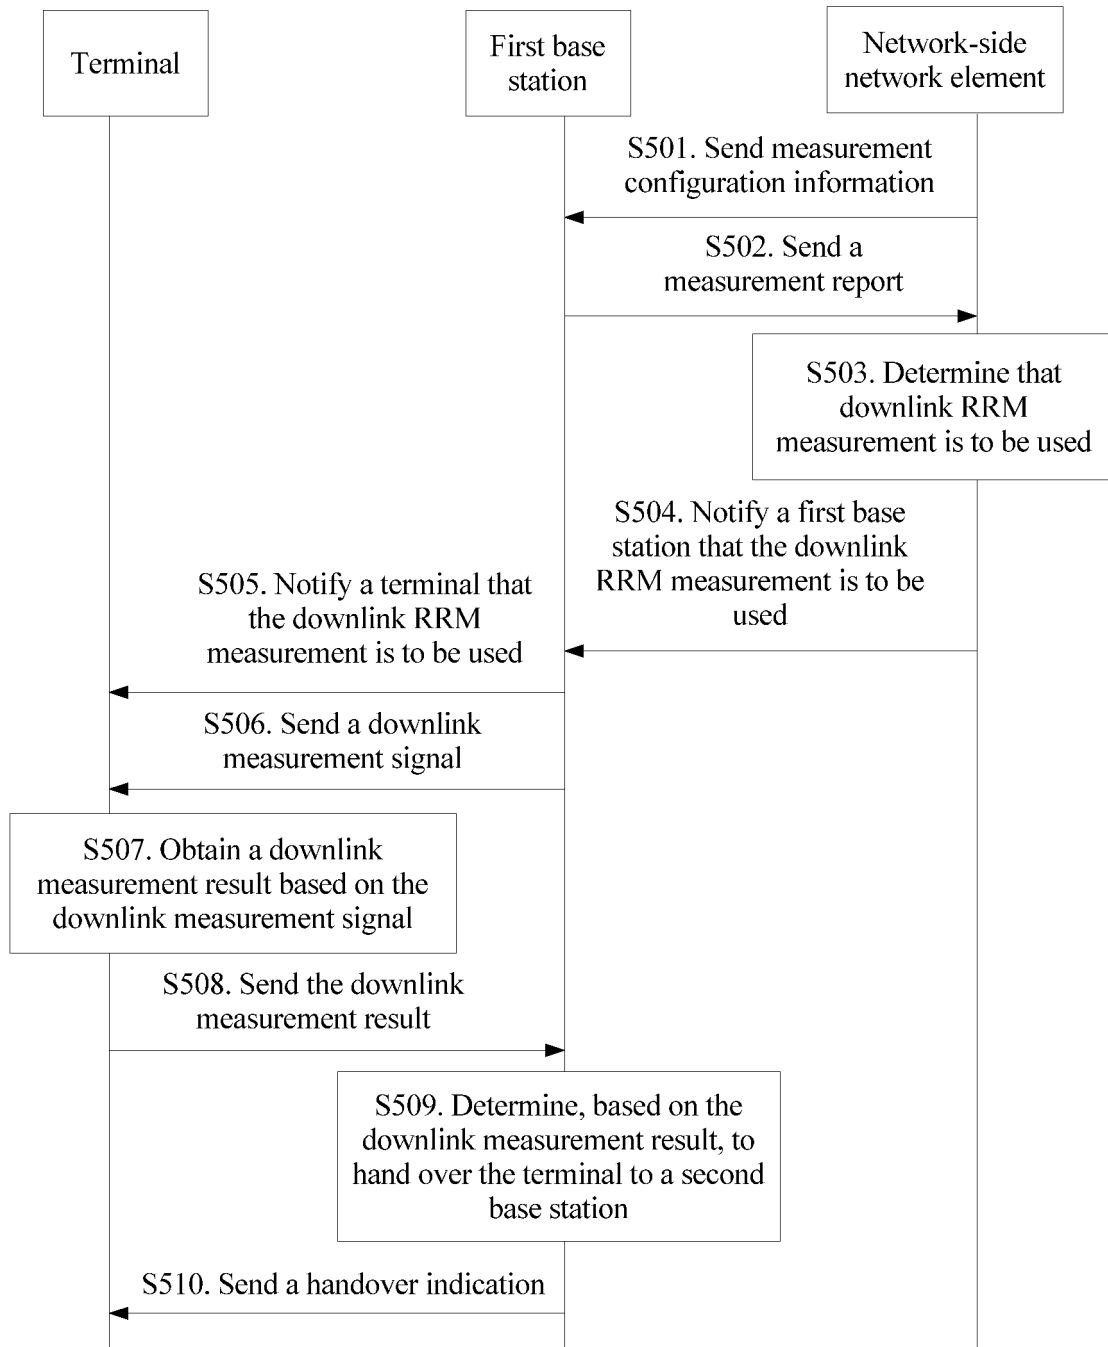 Terminal
First base
station
Network-side
network element
S501. Send measurement
configuration information
S502. Send a
measurement report
S503. Determine that
downlink RRM
measurement is to be used
S504. Notify a first base
station that the downlink
RRM measurement is to be
used
S505. Notify a terminal that
the downlink RRM
measurement is to be used
S506. Send a downlink
measurement signal
S507. Obtain a downlink
measurement result based on the
downlink measurement signal
S508. Send the downlink
measurement result
S509. Determine, based on the
downlink measurement result, to
hand over the terminal to a second
base station
S510. Send a handover indication